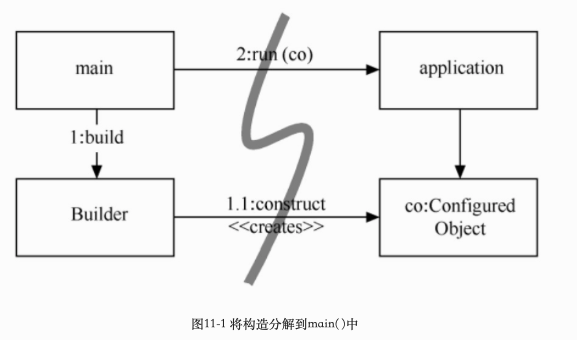 main
2:run (co)
application
1:build
Builder
1.1:construct
<<creates>>
co:Configured
Object
图11-1 将构造分解到main()中